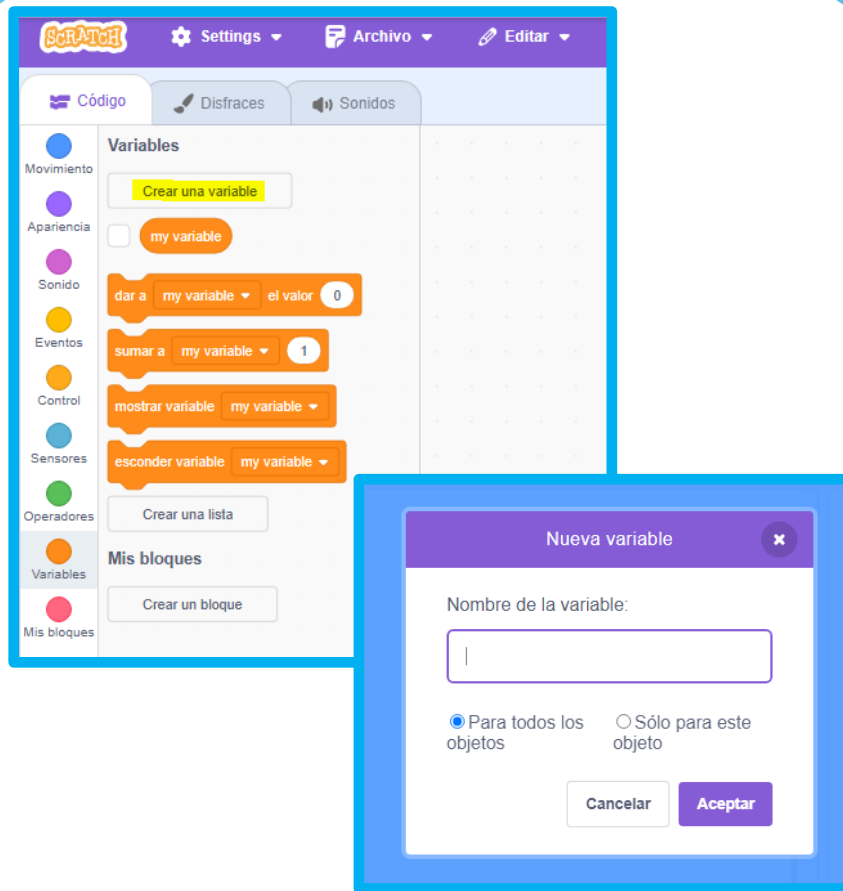 SCRATCH Settings Archivo Editar
Código Disfraces Sonidos
Movimiento
Apariencia
Sonido
Eventos
Control
Sensores
Operadores
Variables
Mis bloques
Variables
Crear una variable
my variable
dar a my variable el valor 0
sumar a my variable 1
mostrar variable my variable
esconder variable my variable
Crear una lista
Mis bloques
Crear un bloque
Nueva variable
Nombre de la variable:
Para todos los objetos
Sólo para este objeto
Cancelar Aceptar